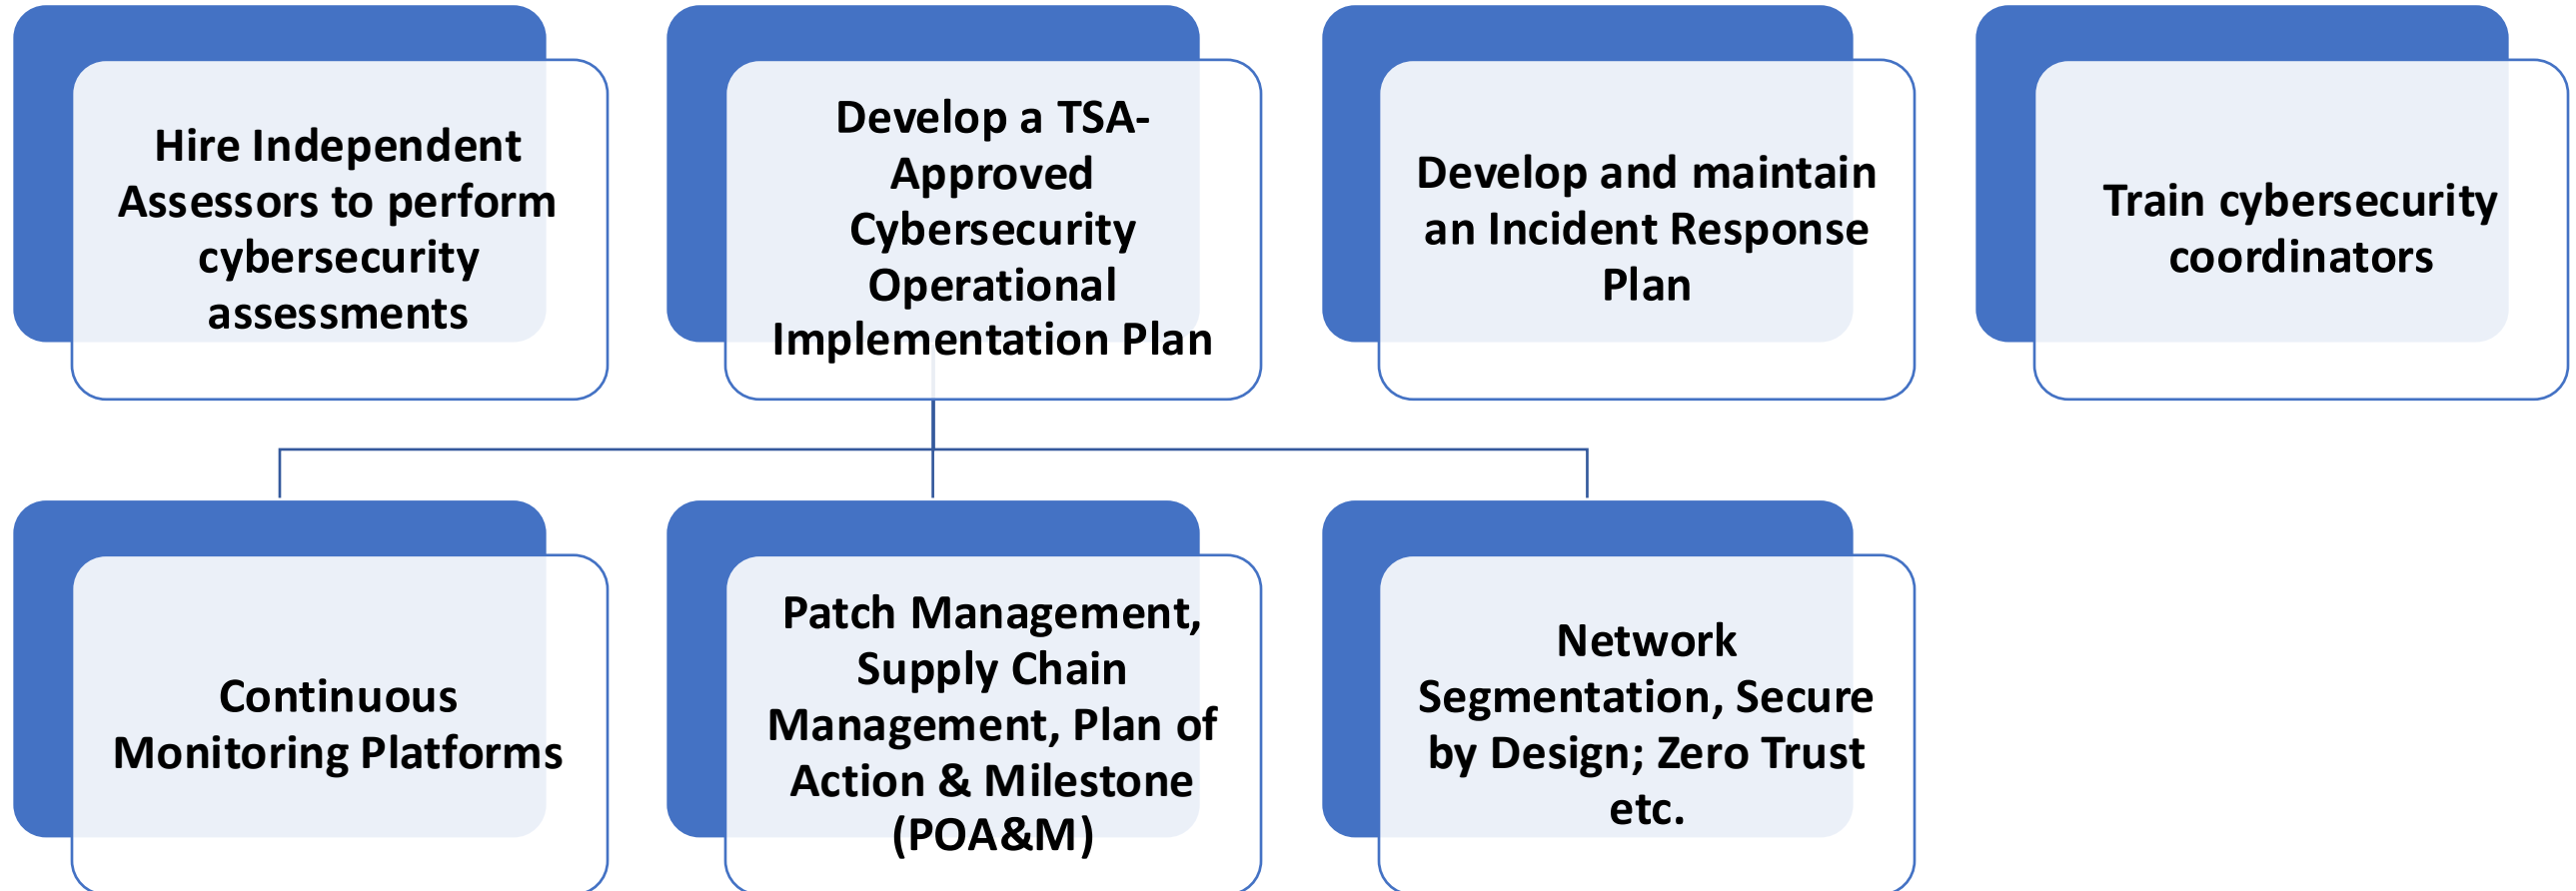 Hire Independent
Assessors to perform
cybersecurity
assessments
Develop a TSA-
Approved
Cybersecurity
Operational
Implementation Plan
Develop and maintain
an Incident Response
Plan
Train cybersecurity
coordinators
Continuous
Monitoring Platforms
Patch Management,
Supply Chain
Management, Plan of
Action & Milestone
(POA&M)
Network
Segmentation, Secure
by Design; Zero Trust
etc.